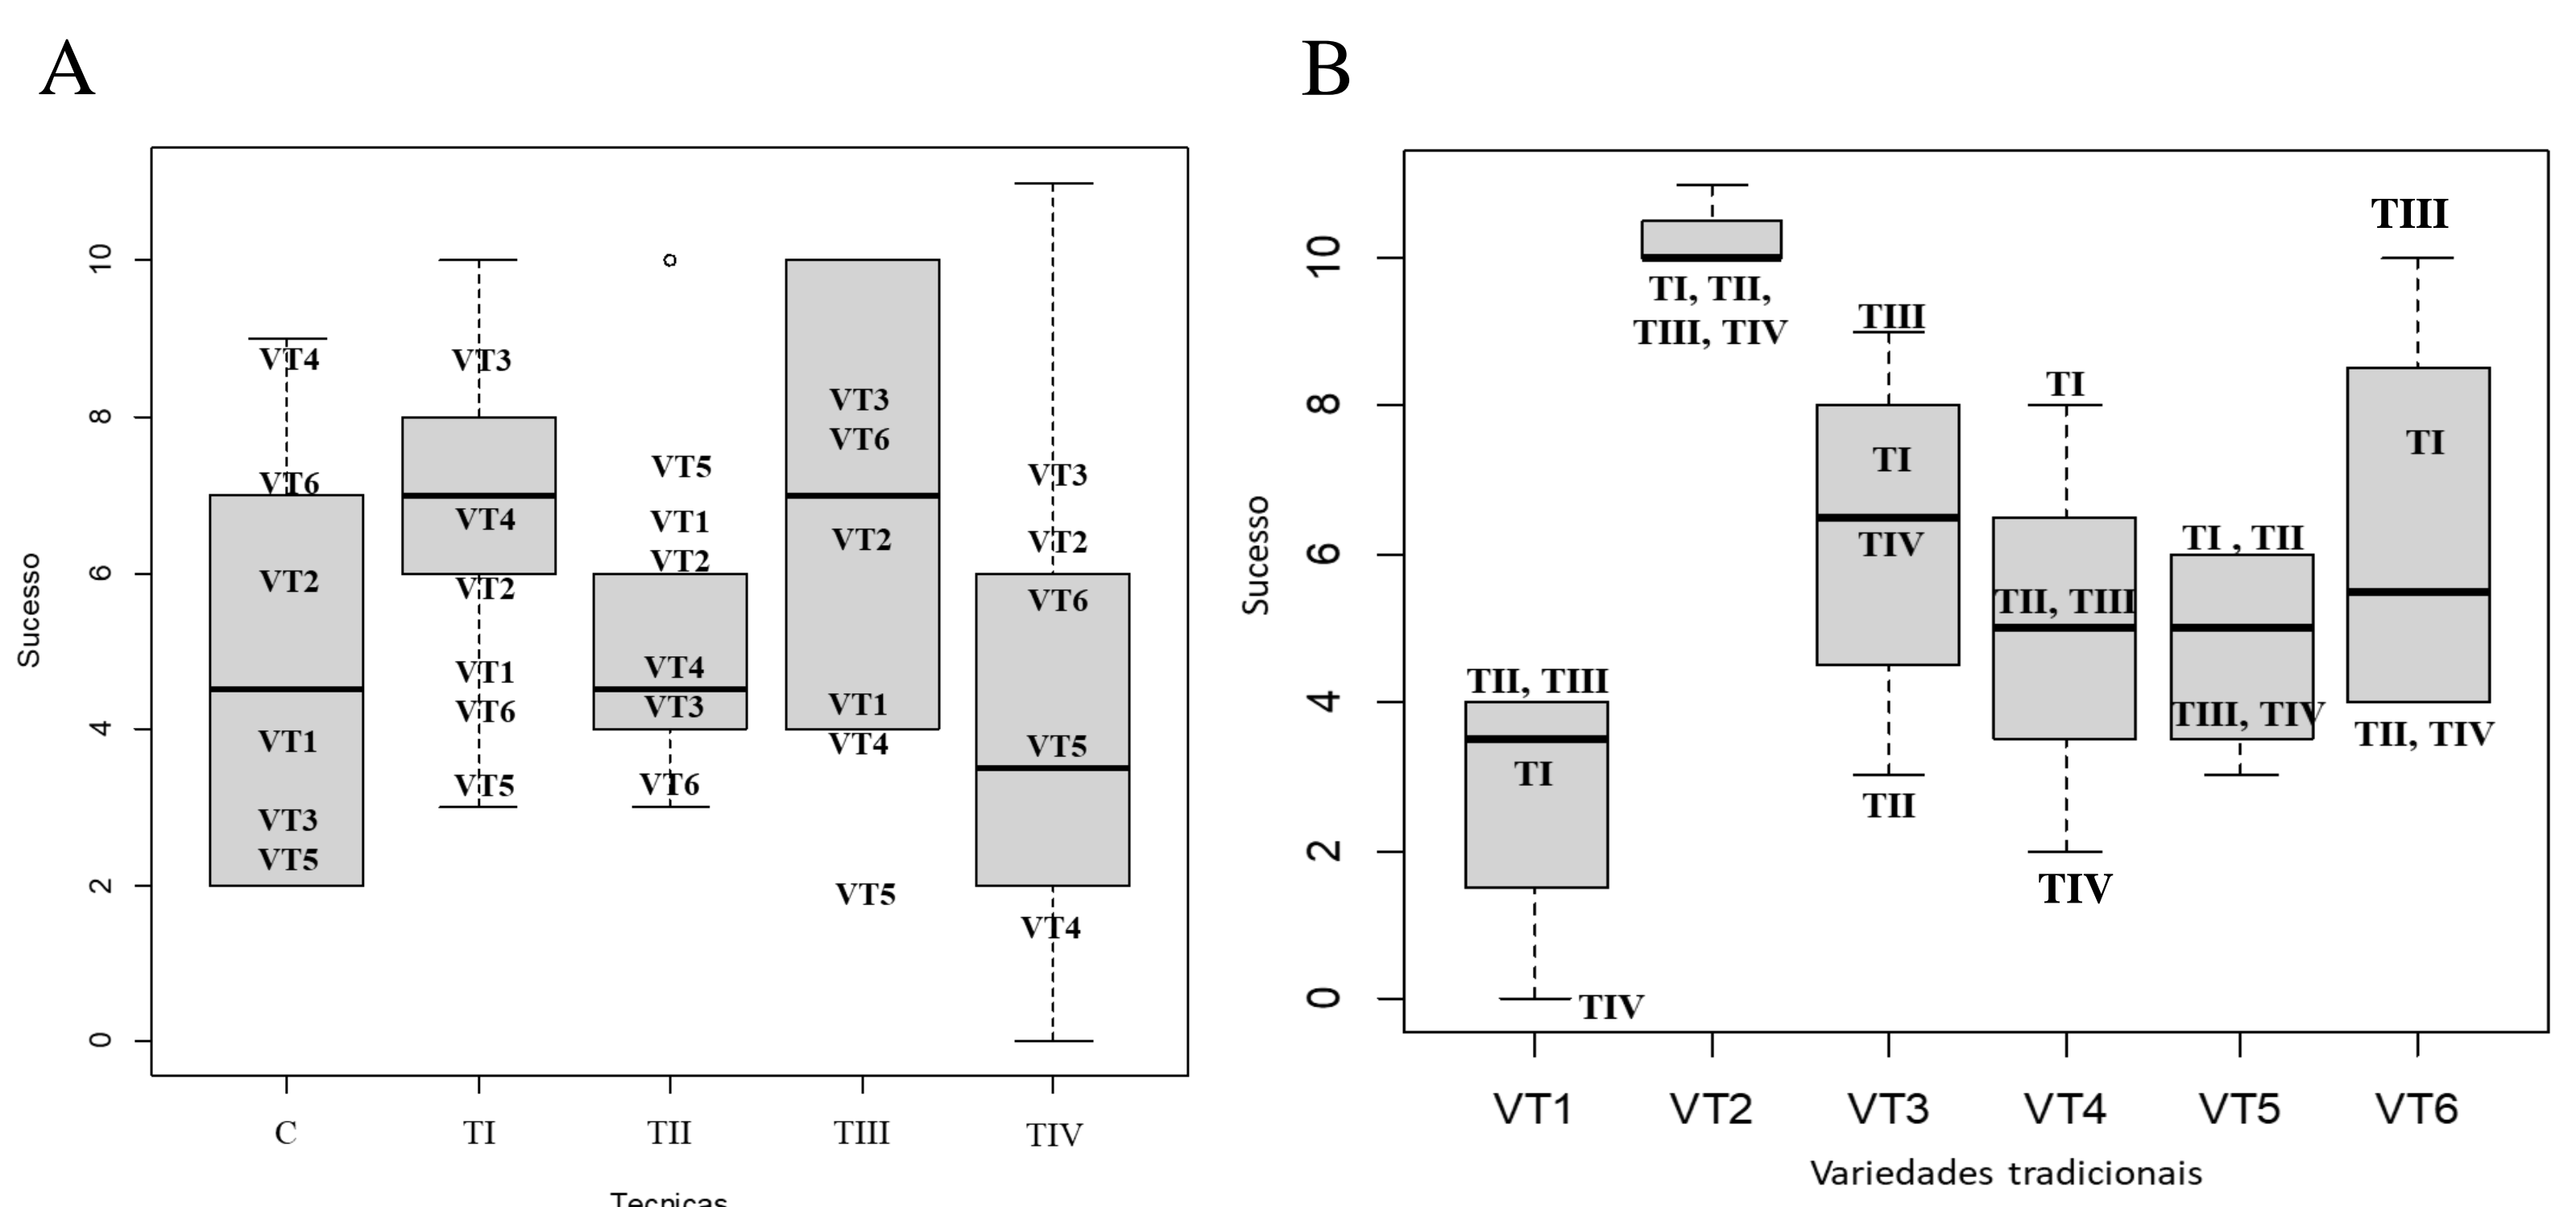 A
Sucesso
10
8
6
4
2
0
VT4
VT6
VT2
VT1
VT3
VT5
VT3
VT4
VT2
VT1
VT6
VT5
VT5
VT1
VT2
VT4
VT3
VT6
VT3
VT6
VT2
VT1
VT4
VT5
VT3
VT2
VT6
VT5
VT4
C TI TII TIII TIV
Tecnicas
B
Sucesso
10
8
6
4
2
0
TII, TIII
TI
TIV
TI, TII,
TIII, TIV
TIII
TI
TIV
TII
TI
TII, TIII
TIV
TI , TII
TIII, TIV
TIII
TI
TII, TIV
VT1 VT2 VT3 VT4 VT5 VT6
Variedades tradicionais